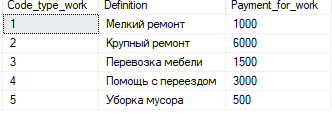 Code_type_work Definition Payment_for_work
1 Мелкий ремонт 1000
2 Крупный ремонт 6000
3 Перевозка мебели 1500
4 Помощь с переездом 3000
5 Уборка мусора 500